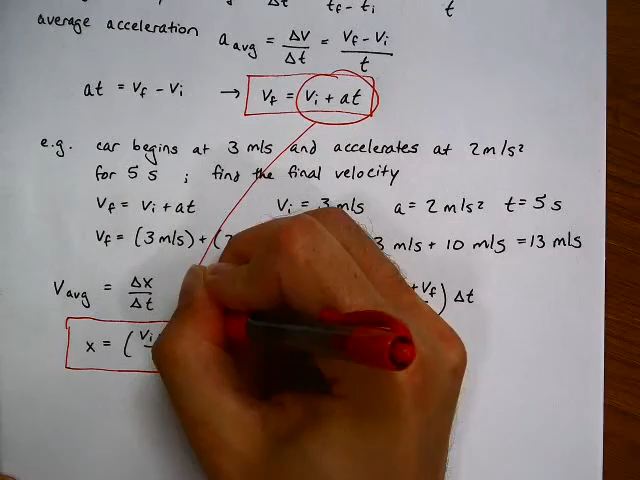 Δt tf - ti t
average acceleration a avg = Δv/Δt = (Vf - Vi)/t
at = Vf - Vi → Vf = Vi + at
e.g. car begins at 3 m/s and accelerates at 2 m/s²
for 5 s ; find the final velocity
Vf = Vi + at Vi = 3 m/s a = 2 m/s² t = 5 s
Vf = (3 m/s) + ( 3 m/s + 10 m/s = 13 m/s
Vavg = Δx/Δt + Vf ) Δt
x = ( Vi